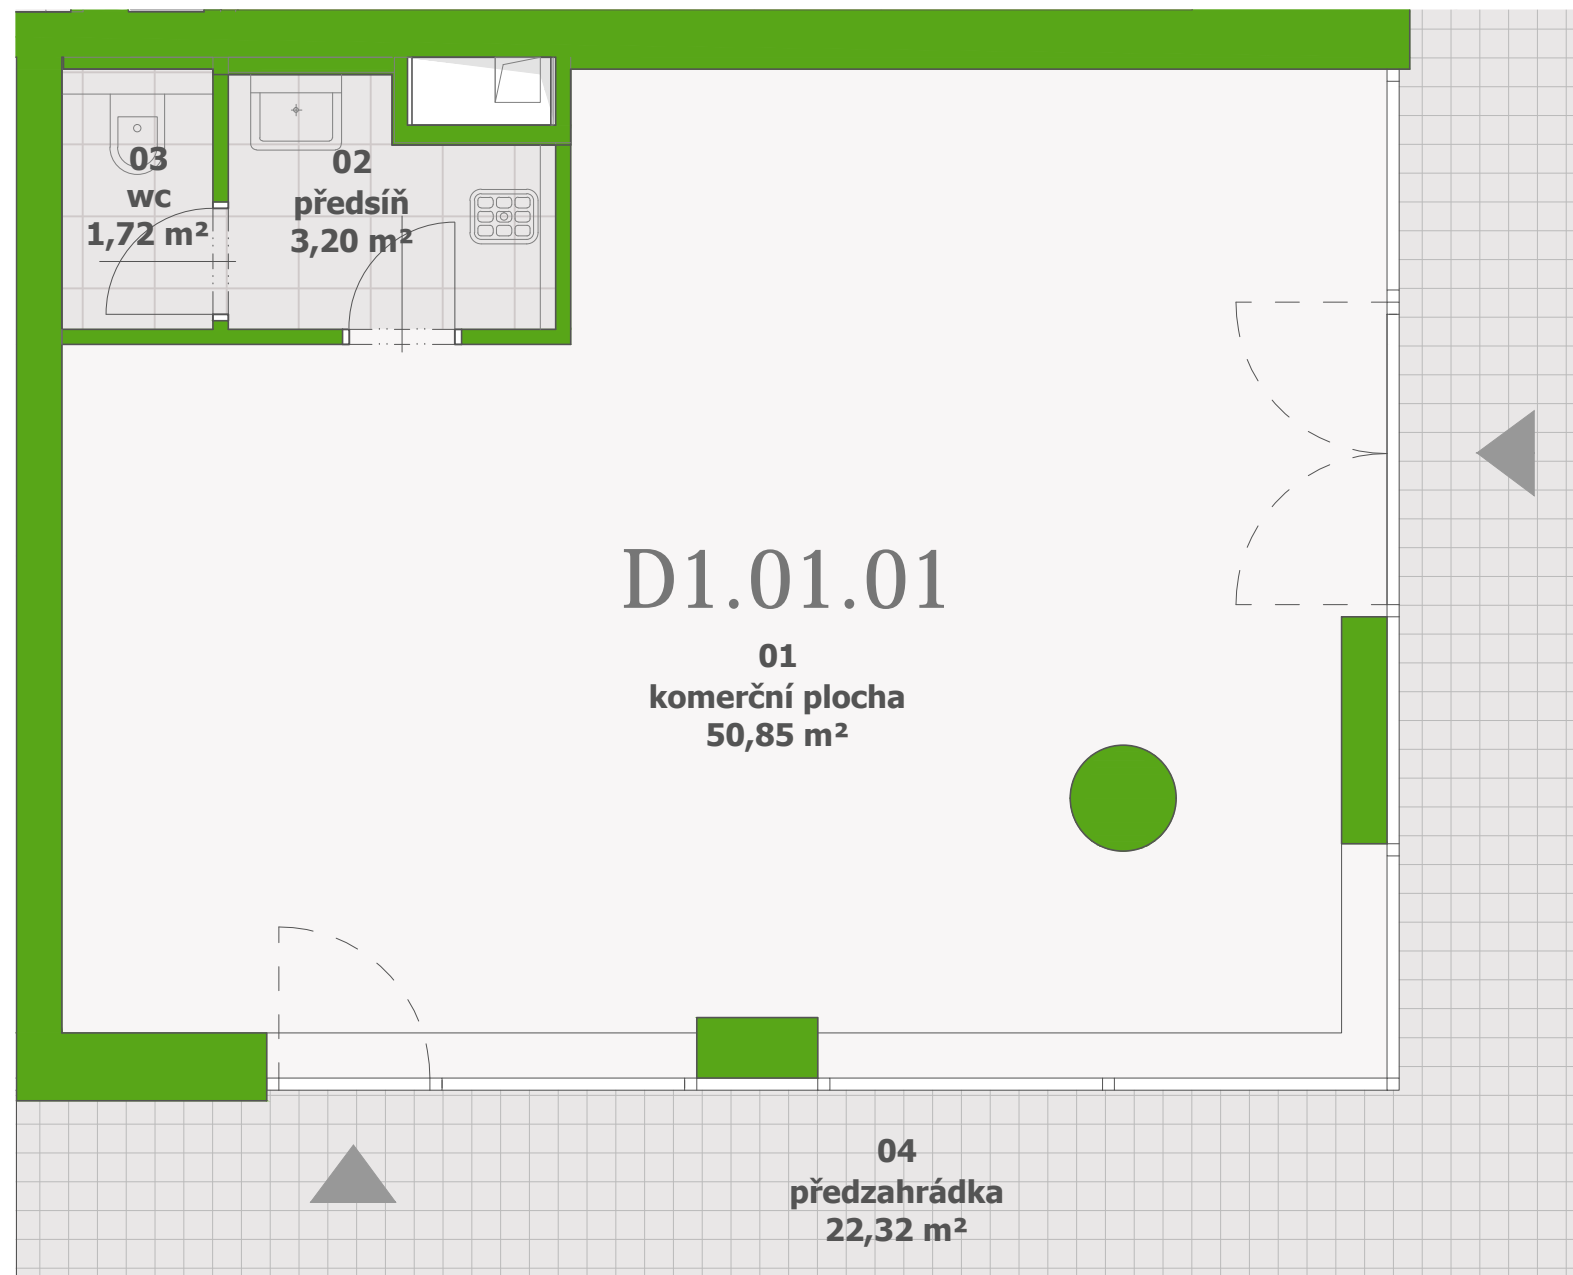 03
wc
1,72 m²
02
předsíň
3,20 m²
D1.01.01
01
komerční plocha
50,85 m²
04
předzahrádka
22,32 m²